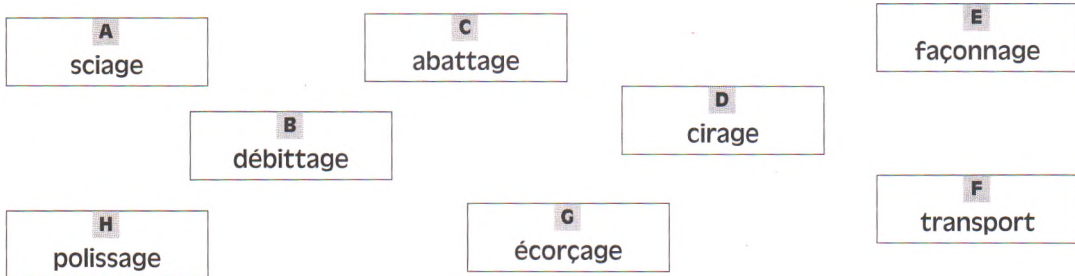 A
sciage
B
débittage
C
abattage
D
cirage
E
façonnage
F
transport
G
écorçage
H
polissage